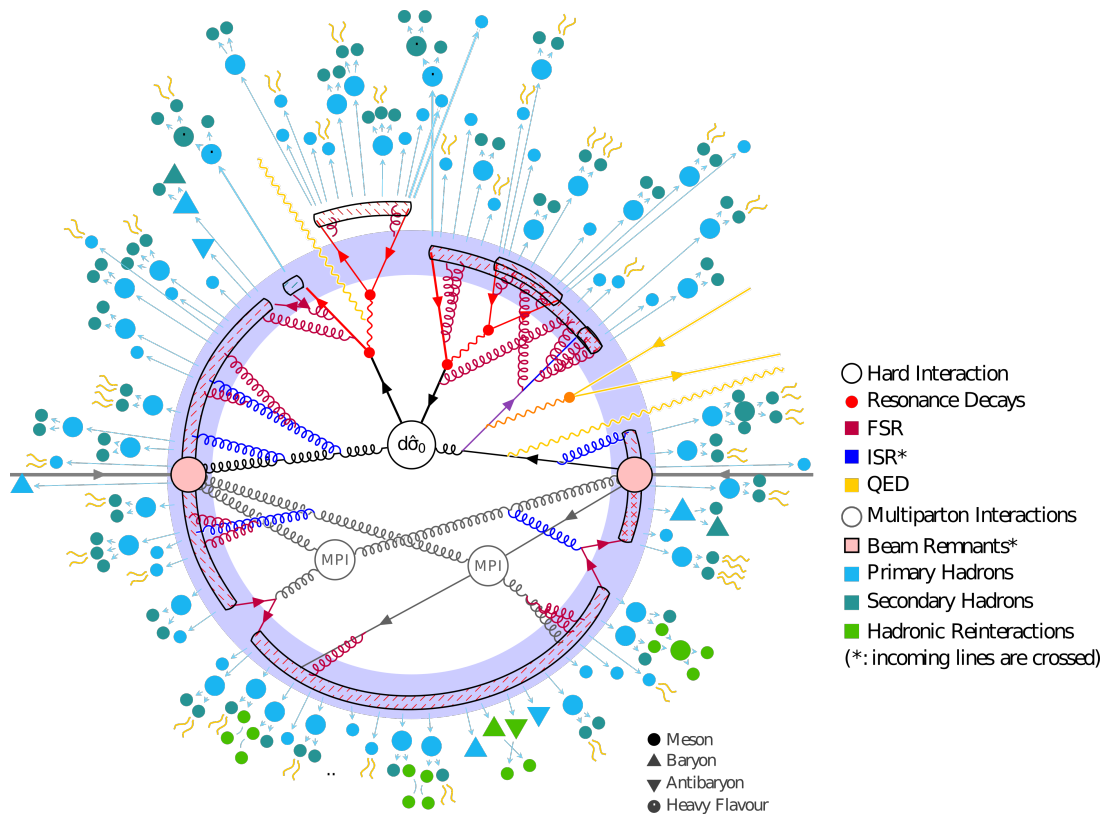 dσ̂₀
MPI
MPI
..
Hard Interaction
Resonance Decays
FSR
ISR*
QED
Multiparton Interactions
Beam Remnants*
Primary Hadrons
Secondary Hadrons
Hadronic Reinteractions
(*: incoming lines are crossed)
Meson
Baryon
Antibaryon
Heavy Flavour